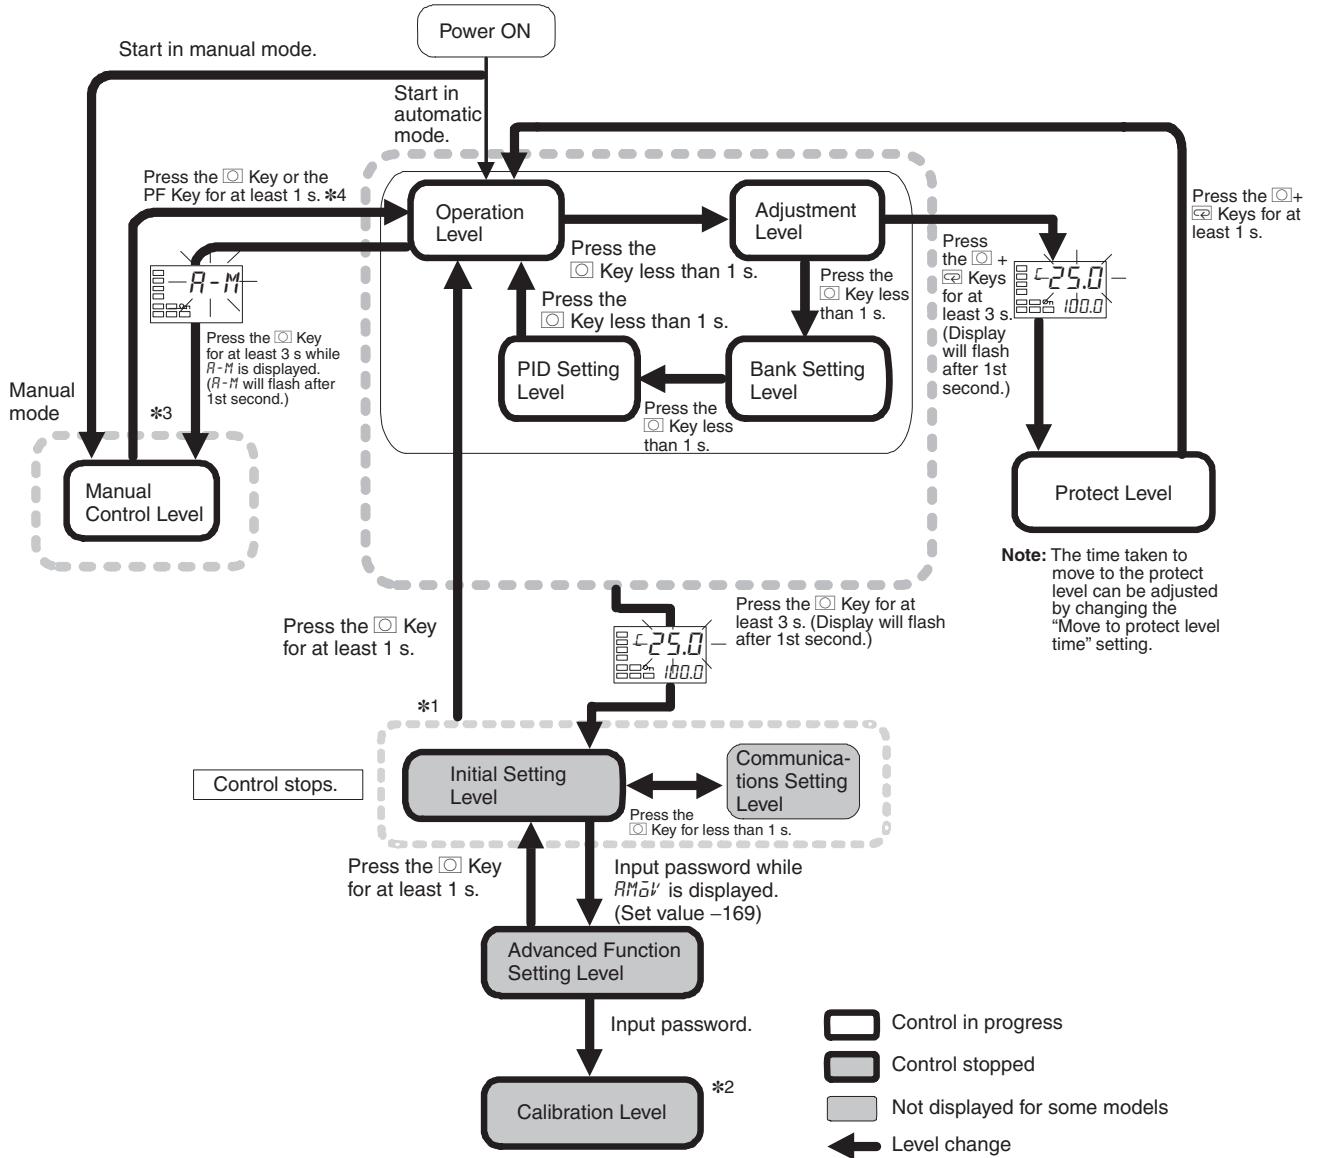 Power ON
Start in manual mode.
Start in
automatic
mode.
Press the Key or the
PF Key for at least 1 s. *4
Operation
Level
Adjustment
Level
Press the
Key less than 1 s.
Press the +
Keys for at
least 1 s.
Press
the +
Keys
for at
least 3 s.
(Display
will flash
after 1st
second.)
C 25.0
100.0
A-M
Press the Key
for at least 3 s while
A-M is displayed.
(A-M will flash after
1st second.)
Press the
Key less
than 1 s.
Press the
Key less than 1 s.
PID Setting
Level
Bank Setting
Level
Press the
Key less
than 1 s.
Manual
mode
*3
Manual
Control Level
Protect Level
Note: The time taken to
move to the protect
level can be adjusted
by changing the
“Move to protect level
time” setting.
Press the Key
for at least 1 s.
Press the Key for at
least 3 s. (Display will flash
after 1st second.)
C 25.0
100.0
*1
Control stops.
Initial Setting
Level
Communica-
tions Setting
Level
Press the
Key for less than 1 s.
Press the Key
for at least 1 s.
Input password while
AMOV is displayed.
(Set value −169)
Advanced Function
Setting Level
Input password.
Calibration Level
*2
Control in progress
Control stopped
Not displayed for some models
Level change